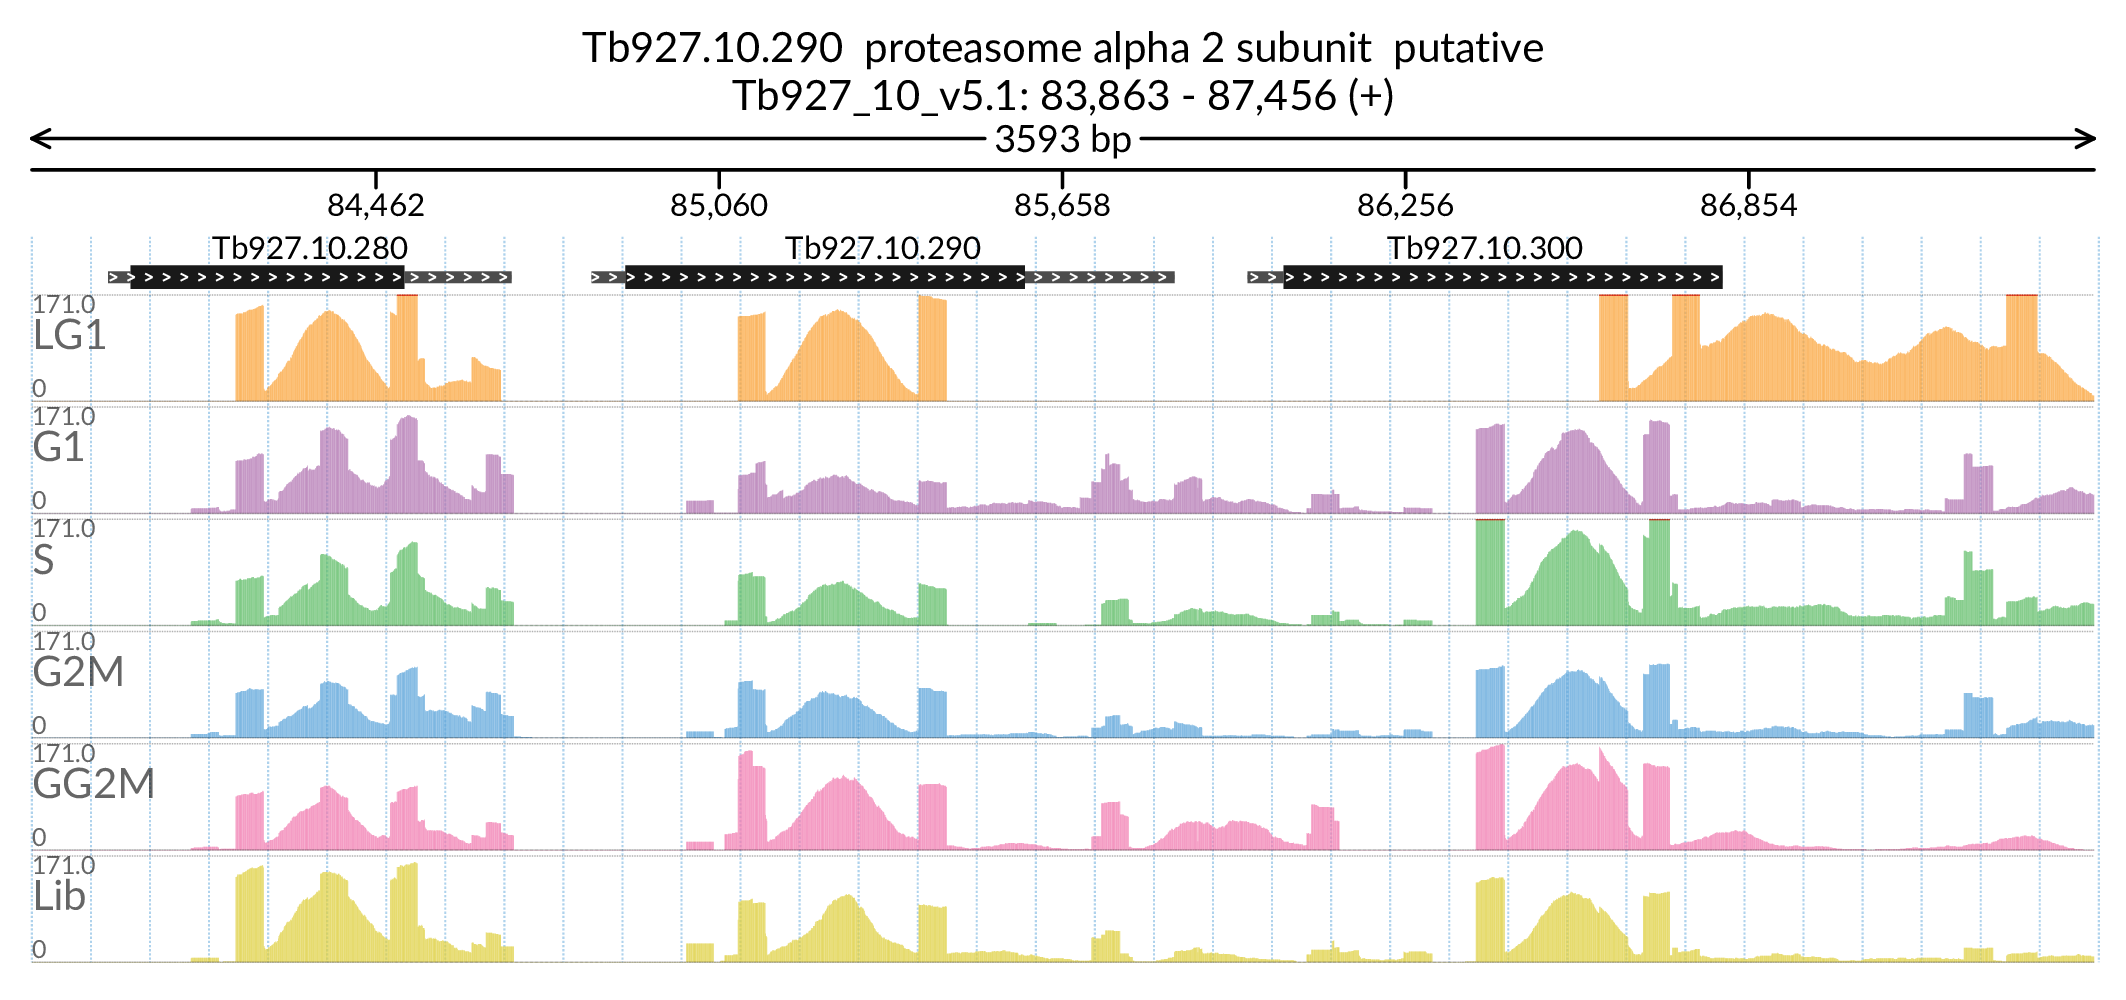 Tb927.10.290  proteasome alpha 2 subunit  putative
Tb927_10_v5.1: 83,863 - 87,456 (+)
3593 bp
84,462 85,060 85,658 86,256 86,854
Tb927.10.280 Tb927.10.290 Tb927.10.300
171.0
LG1
0
171.0
G1
0
171.0
S
0
171.0
G2M
0
171.0
GG2M
0
171.0
Lib
0